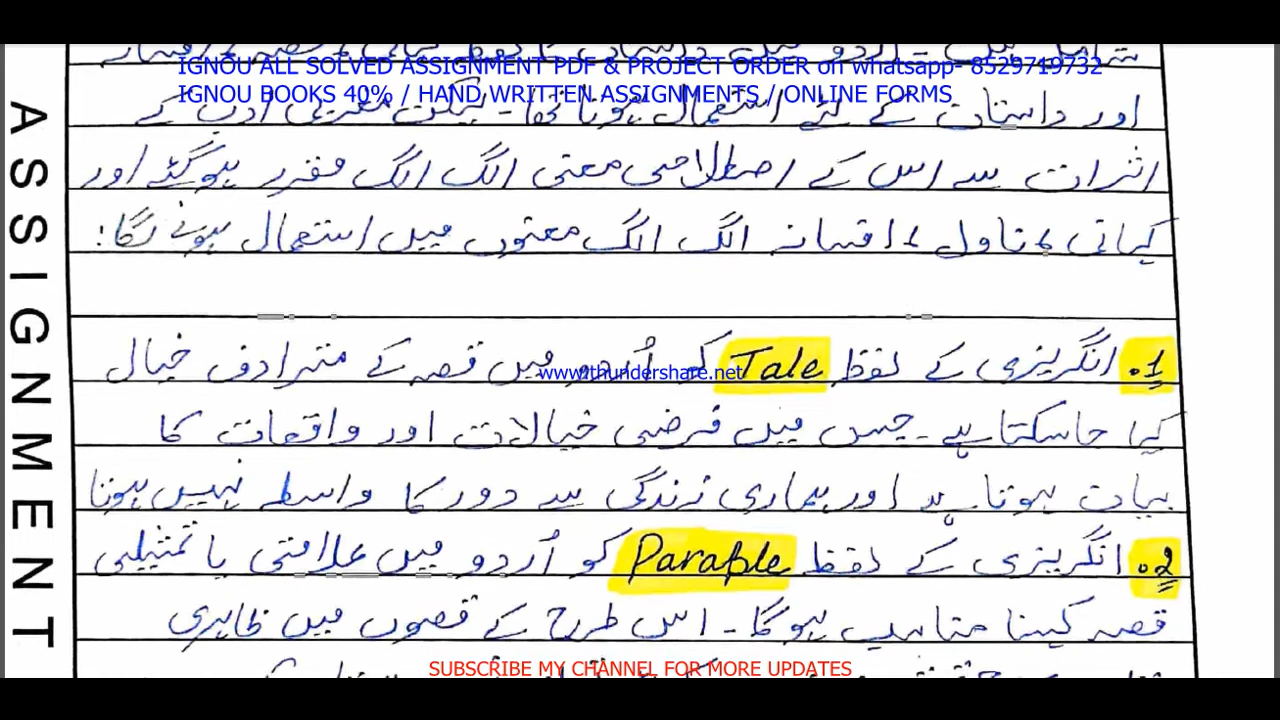 IGNOU ALL SOLVED ASSIGNMENT PDF & PROJECT ORDER on whatsapp- 8529719732
IGNOU BOOKS 40% / HAND WRITTEN ASSIGNMENTS / ONLINE FORMS
اور داستان کے لئے استعمال ہوتا تھا۔ لیکن مغربی ادب کے
اثرات سے اس کے اصطلاحی معنی الگ الگ مقرر ہوگئے اور
کہانی، ناول، افسانہ الگ الگ معنوں میں استعمال ہونے لگا:
1. انگریزی کے لفظ Tale کو اُردو میں قصہ کے مترادف خیال
www.ithundershare.net
کیا جاسکتا ہے۔ جس میں فرضی خیالات اور واقعات کا
بیان ہوتا ہے اور ہماری زندگی سے دور کا واسطہ نہیں ہوتا
2. انگریزی کے لفظ Parable کو اُردو میں علامتی یا تمثیلی
قصہ کہنا مناسب ہوگا۔ اس طرح کے قصوں میں ظاہری
SUBSCRIBE MY CHANNEL FOR MORE UPDATES
ASSIGNMENT